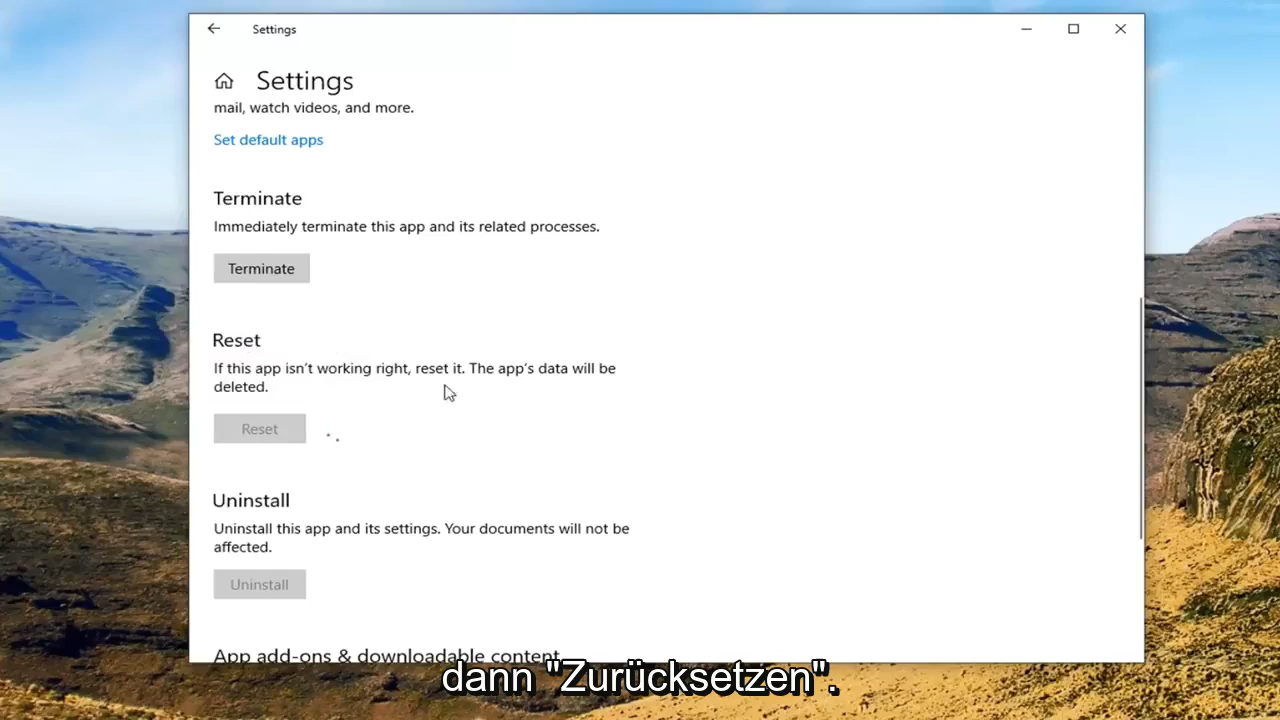 Settings
Settings
mail, watch videos, and more.
Set default apps
Terminate
Immediately terminate this app and its related processes.
Terminate
Reset
If this app isn't working right, reset it. The app's data will be
deleted.
Reset
Uninstall
Uninstall this app and its settings. Your documents will not be
affected.
Uninstall
App add-ons & downloadable content
dann "Zurücksetzen".